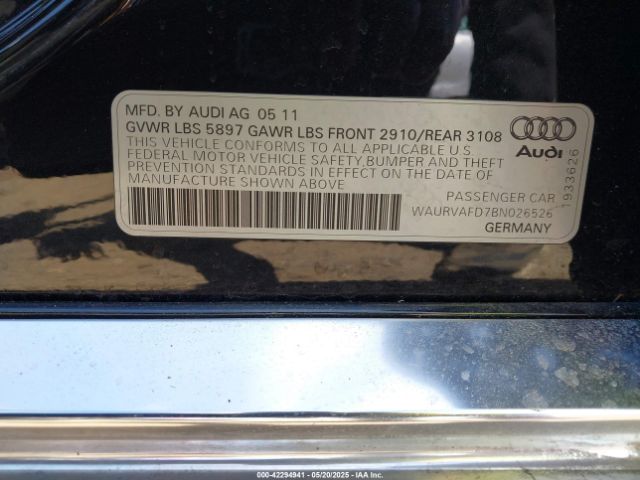 MFD. BY AUDI AG 05 11
GVWR LBS 5897 GAWR LBS FRONT 2910/REAR 3108
THIS VEHICLE CONFORMS TO ALL APPLICABLE U.S.
FEDERAL MOTOR VEHICLE SAFETY,BUMPER AND THEFT
PREVENTION STANDARDS IN EFFECT ON THE DATE OF
MANUFACTURE SHOWN ABOVE
Audi
1933626
PASSENGER CAR
WAURVAFD7BN026526
GERMANY
000-42294941 — 05/20/2025 — IAA Inc.